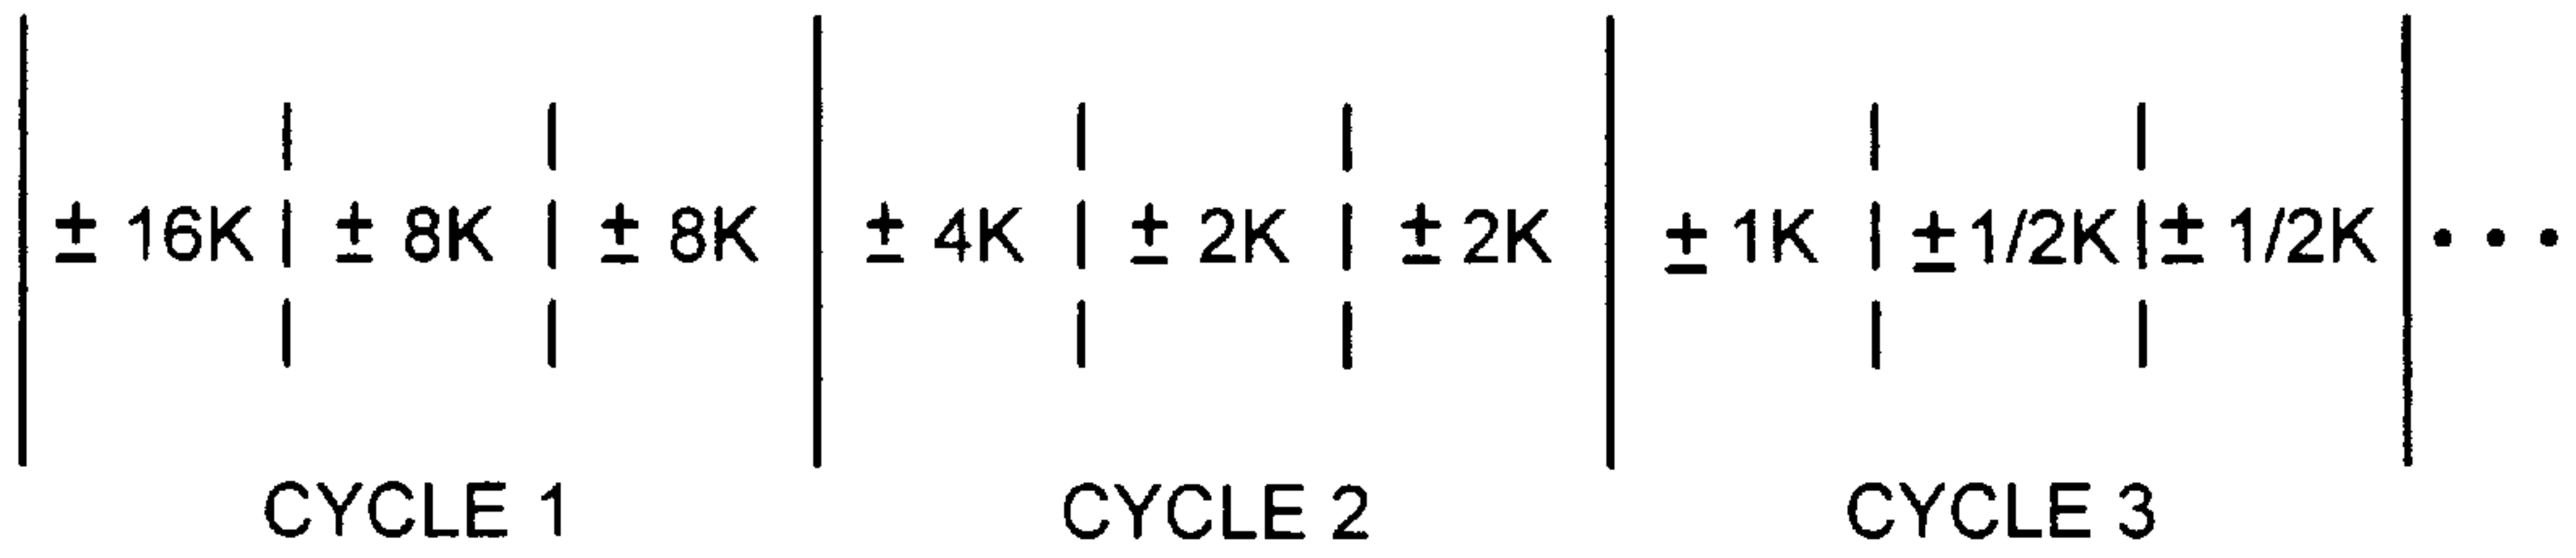 ± 16K ± 8K ± 8K ± 4K ± 2K ± 2K ± 1K ± 1/2K ± 1/2K • • •
CYCLE 1 CYCLE 2 CYCLE 3